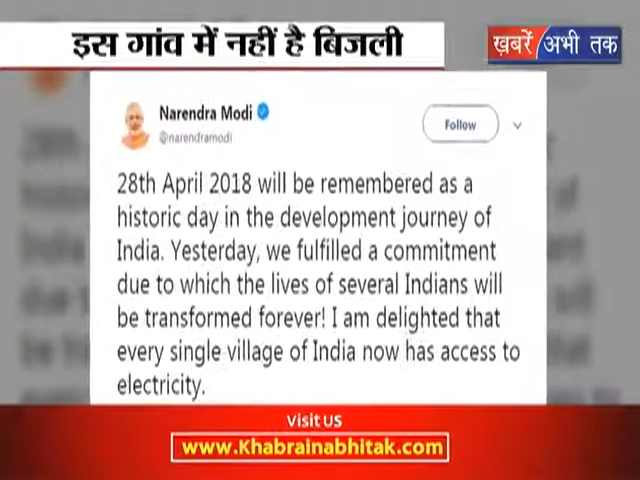 इस गांव में नहीं है बिजली
ख़बरें अभी तक
Narendra Modi
@narendramodi
Follow
28th April 2018 will be remembered as a
historic day in the development journey of
India. Yesterday, we fulfilled a commitment
due to which the lives of several Indians will
be transformed forever! I am delighted that
every single village of India now has access to
electricity.
Visit US
www.Khabrainabhitak.com